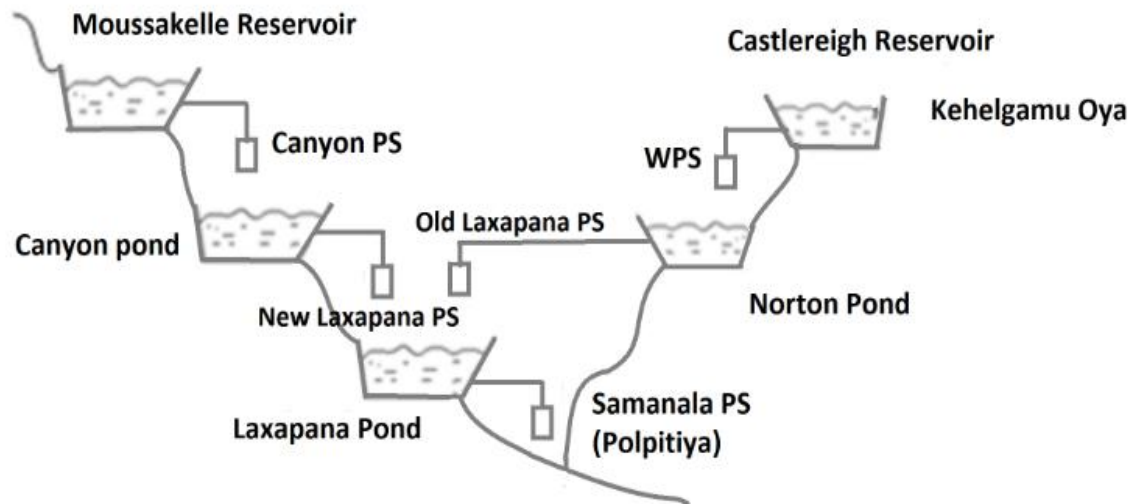 Moussakelle Reservoir
Castlereigh Reservoir
Kehelgamu Oya
Canyon PS
WPS
Old Laxapana PS
Canyon pond
New Laxapana PS
Norton Pond
Laxapana Pond
Samanala PS
(Polpitiya)